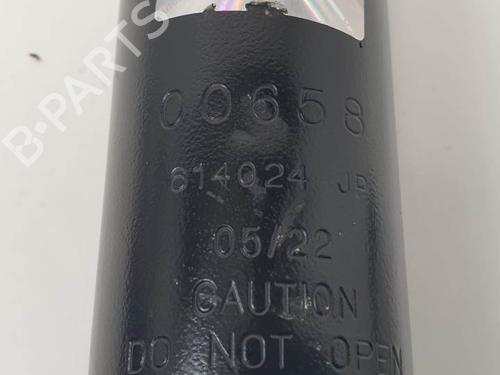 B-PARTS
00658
614024 JP
05/22
CAUTION
DO NOT OPEN